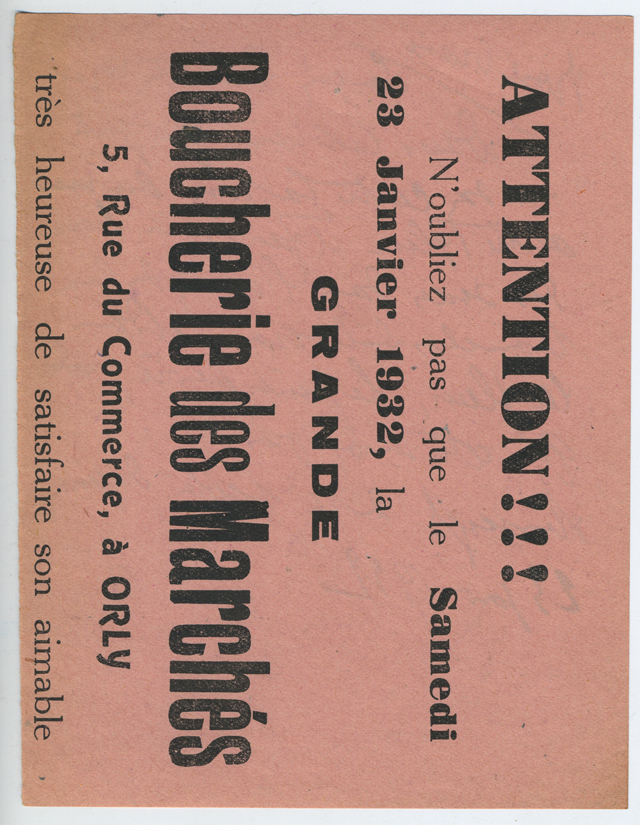 ATTENTION!!!
N'oubliez pas que le Samedi
23 Janvier 1932, la
GRANDE
Boucherie des Marchés
5, Rue du Commerce, à ORLY
très heureuse de satisfaire son aimable